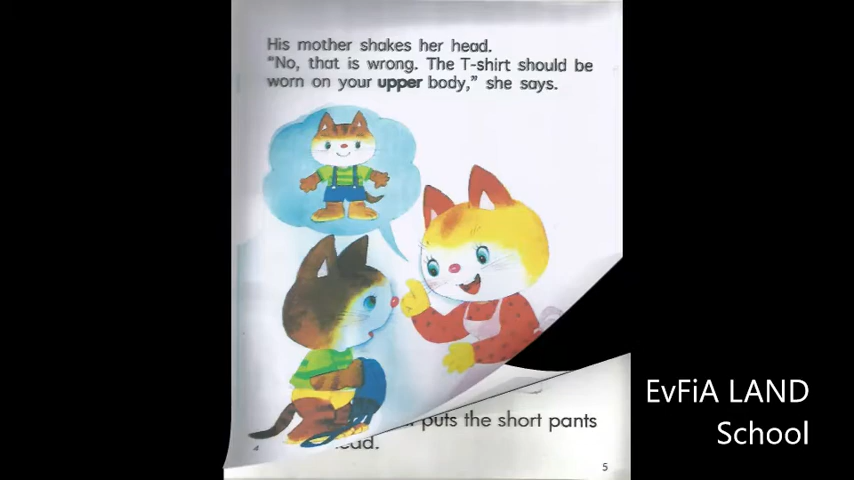 His mother shakes her head.
"No, that is wrong. The T-shirt should be
worn on your upper body," she says.
puts the short pants
ead.
4
5
EvFiA LAND
School